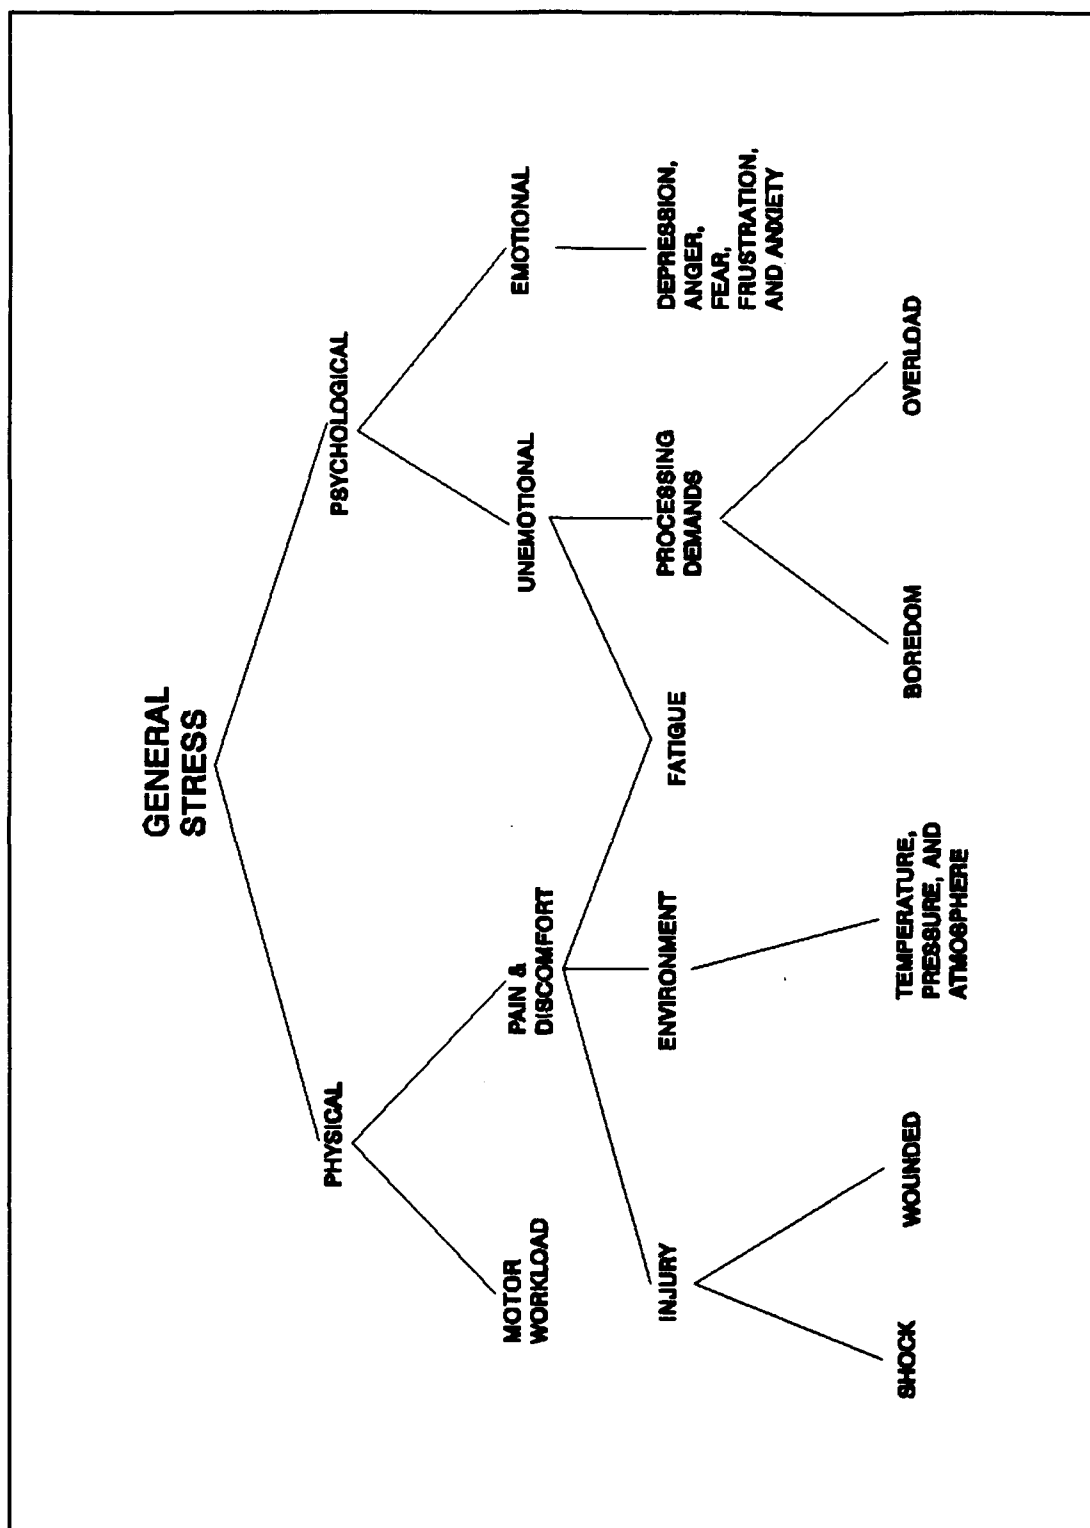 GENERAL
STRESS
PHYSICAL
PSYCHOLOGICAL
MOTOR
WORKLOAD
PAIN &
DISCOMFORT
UNEMOTIONAL
EMOTIONAL
INJURY
ENVIRONMENT
FATIGUE
PROCESSING
DEMANDS
DEPRESSION,
ANGER,
FEAR,
FRUSTRATION,
AND ANXIETY
SHOCK
WOUNDED
TEMPERATURE,
PRESSURE, AND
ATMOSPHERE
BOREDOM
OVERLOAD